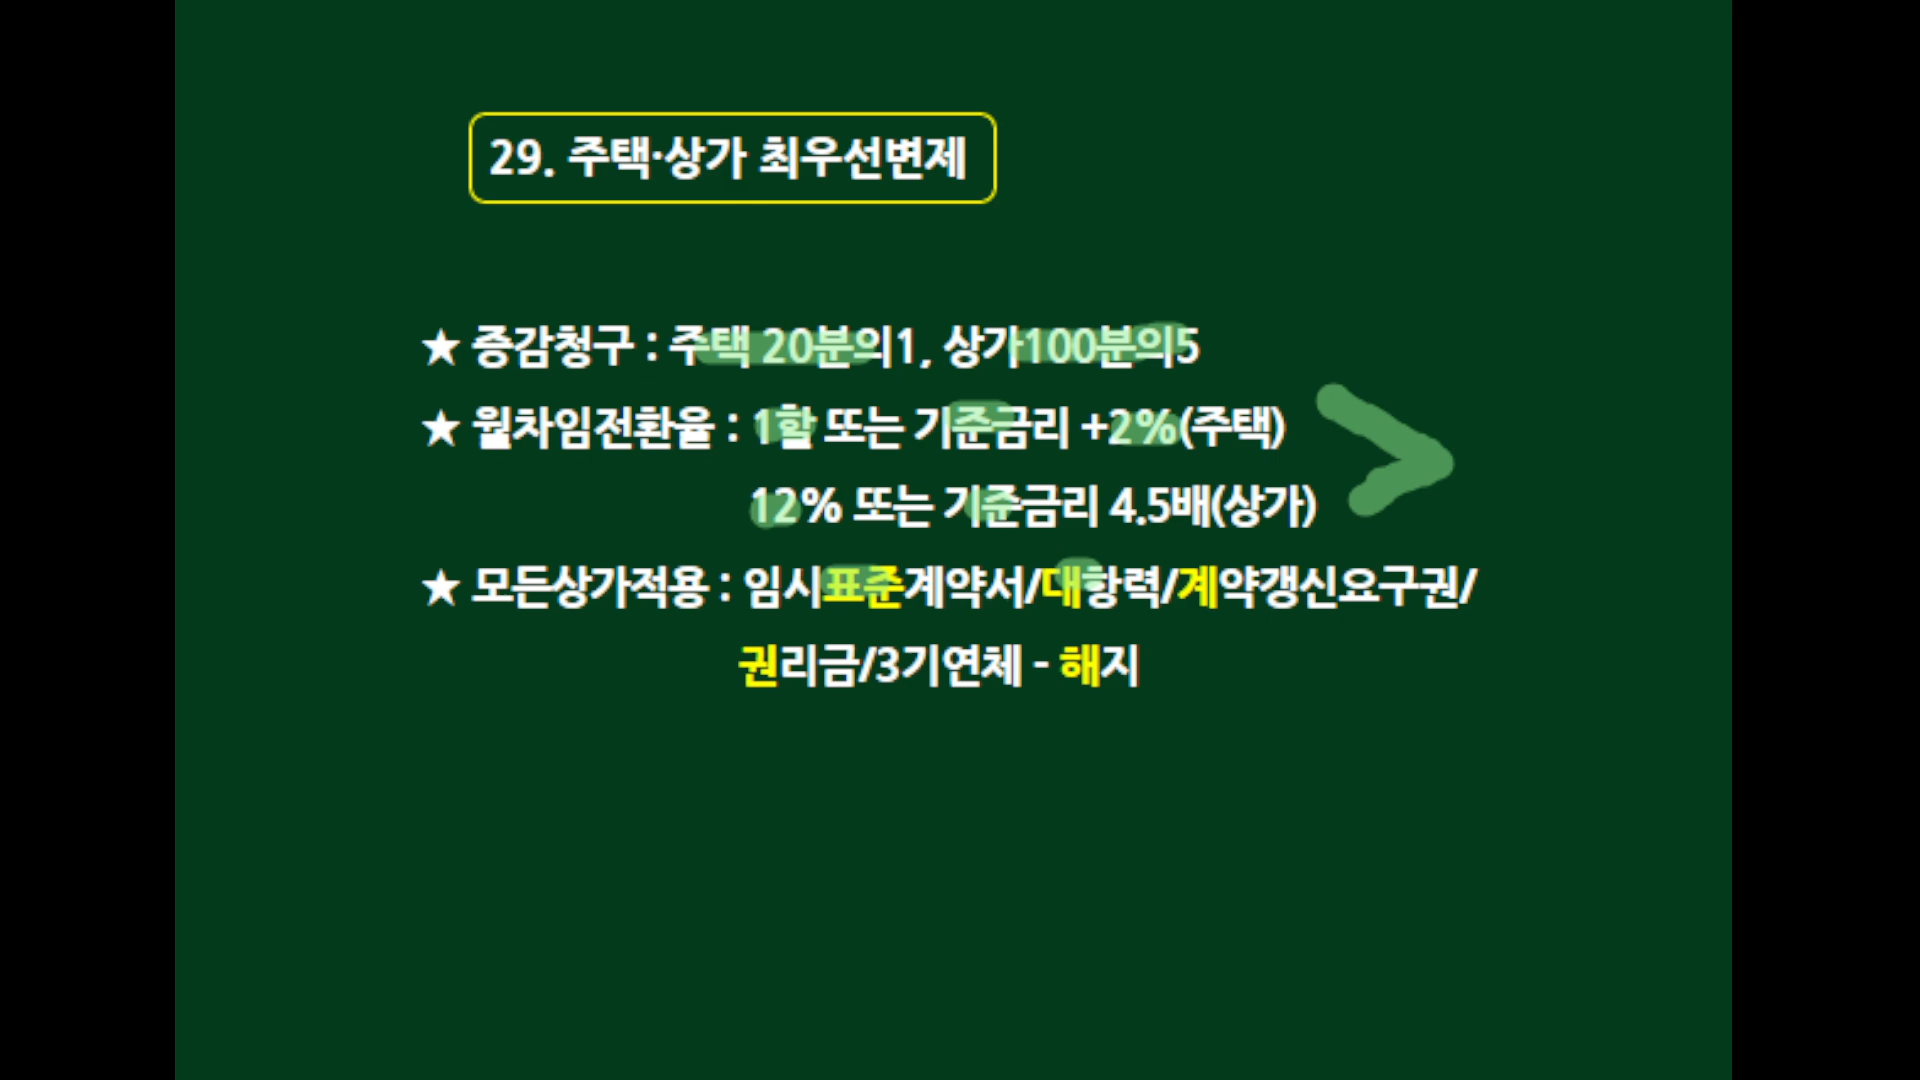 29. 주택·상가 최우선변제
★ 증감청구 : 주택 20분의1, 상가100분의5
★ 월차임전환율 : 1할 또는 기준금리 +2%(주택)
12% 또는 기준금리 4.5배(상가)
★ 모든상가적용 : 임시표준계약서/대항력/계약갱신요구권/
권리금/3기연체 - 해지